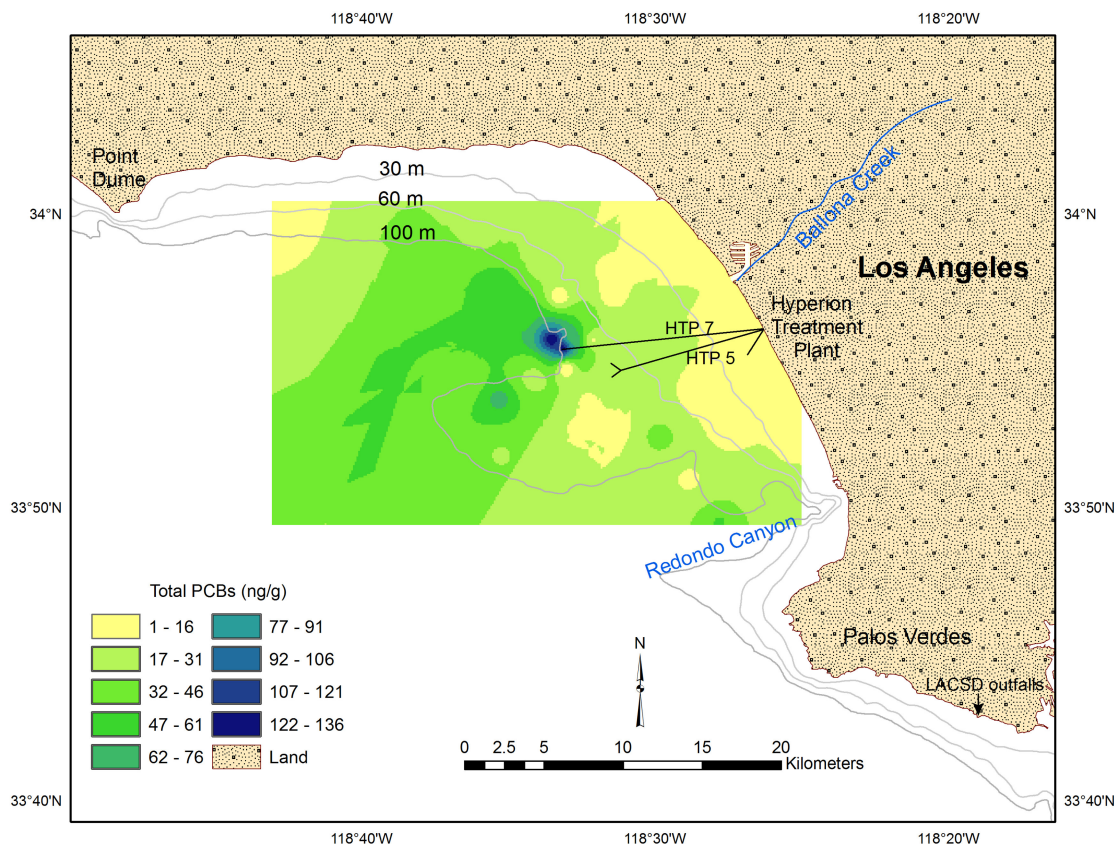 118°40'W
118°30'W
118°20'W
Point
Dume
30 m
60 m
100 m
34°N
34°N
Ballona Creek
Los Angeles
Hyperion
Treatment
Plant
HTP 7
HTP 5
33°50'N
33°50'N
Redondo Canyon
Palos Verdes
LACSD outfalls
Total PCBs (ng/g)
1 - 16
77 - 91
17 - 31
92 - 106
32 - 46
107 - 121
47 - 61
122 - 136
62 - 76
Land
N
0 2.5 5 10 15 20
Kilometers
33°40'N
33°40'N
118°40'W
118°30'W
118°20'W